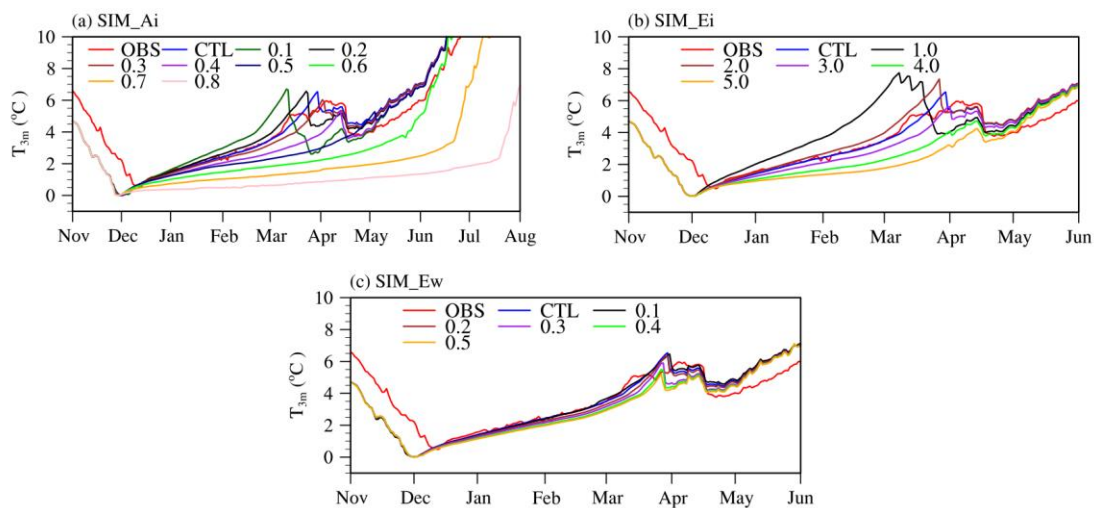 (a) SIM_Ai
OBS CTL 0.1 0.2
0.3 0.4 0.5 0.6
0.7 0.8
T3m (°C)
10
8
6
4
2
0
Nov Dec Jan Feb Mar Apr May Jun Jul Aug
(b) SIM_Ei
OBS CTL 1.0
2.0 3.0 4.0
5.0
T3m (°C)
10
8
6
4
2
0
Nov Dec Jan Feb Mar Apr May Jun
(c) SIM_Ew
OBS CTL 0.1
0.2 0.3 0.4
0.5
T3m (°C)
10
8
6
4
2
0
Nov Dec Jan Feb Mar Apr May Jun